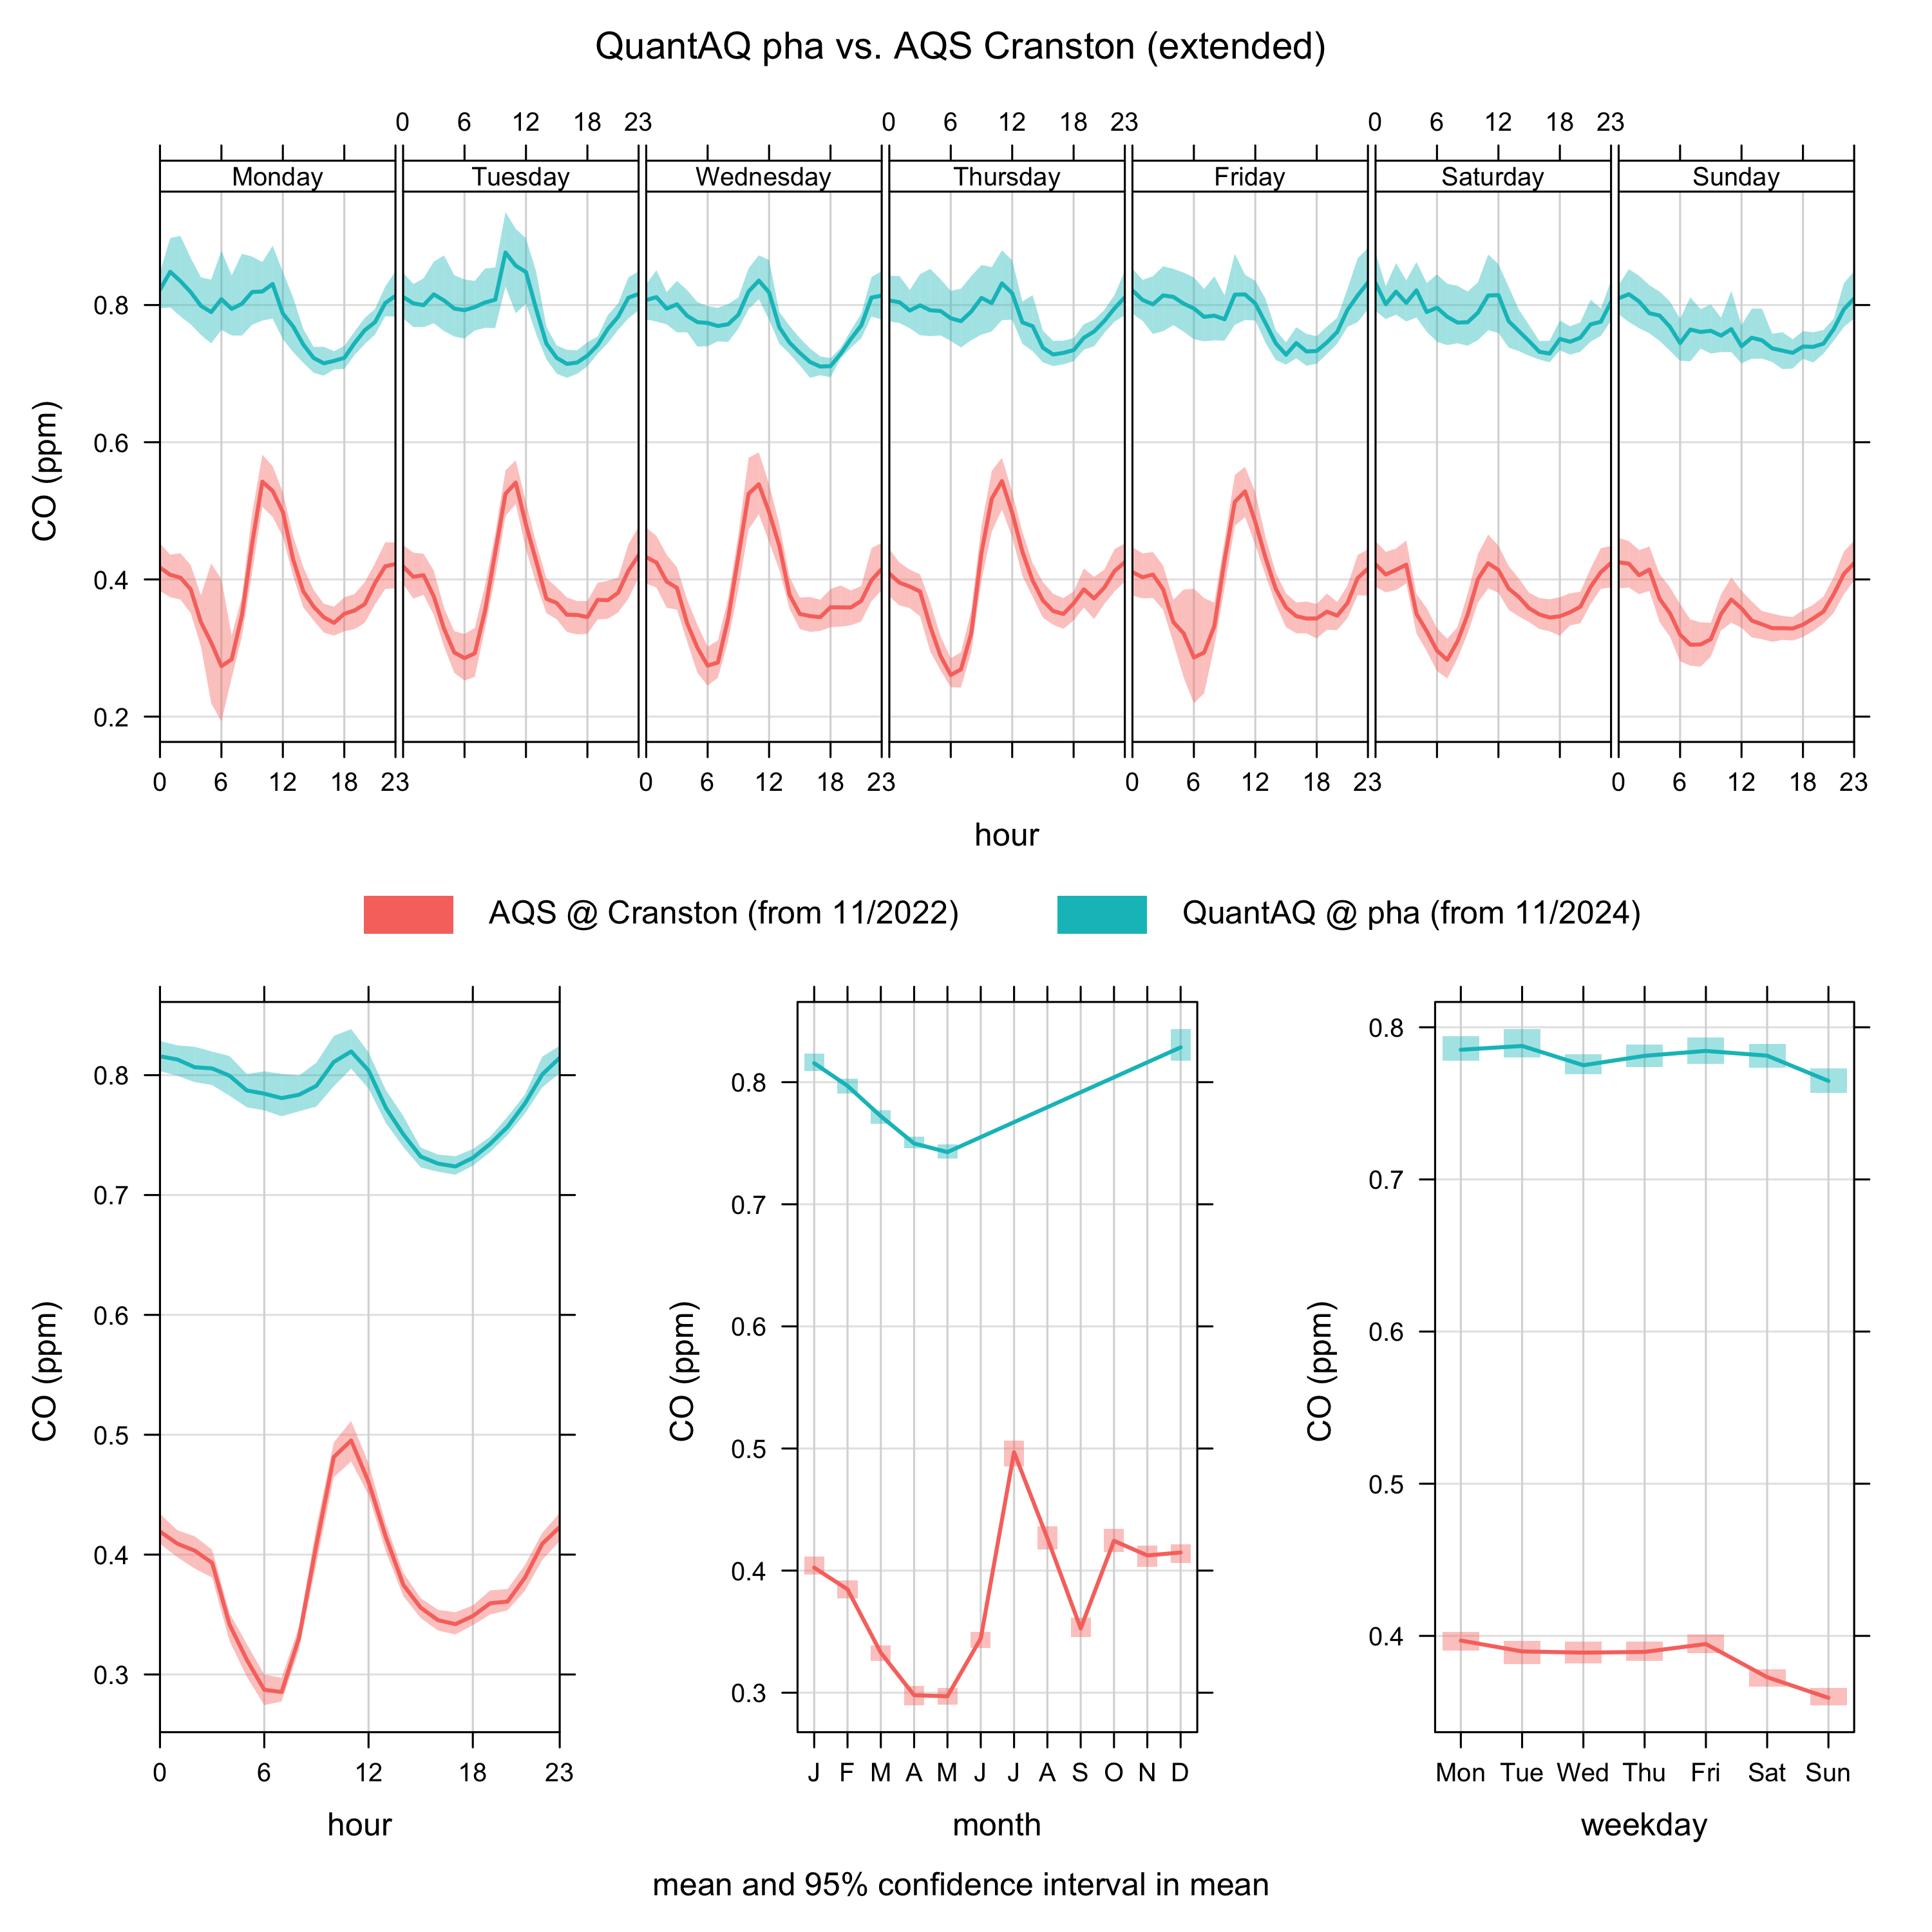 QuantAQ pha vs. AQS Cranston (extended)
0 6 12 18 23 0 6 12 18 23 0 6 12 18 23
Monday Tuesday Wednesday Thursday Friday Saturday Sunday
CO (ppm)
0.8
0.6
0.4
0.2
0 6 12 18 23 0 6 12 18 23 0 6 12 18 23 0 6 12 18 23
hour
AQS @ Cranston (from 11/2022) QuantAQ @ pha (from 11/2024)
CO (ppm)
0.8
0.7
0.6
0.5
0.4
0.3
0 6 12 18 23
hour
CO (ppm)
0.8
0.7
0.6
0.5
0.4
0.3
J F M A M J J A S O N D
month
CO (ppm)
0.8
0.7
0.6
0.5
0.4
Mon Tue Wed Thu Fri Sat Sun
weekday
mean and 95% confidence interval in mean